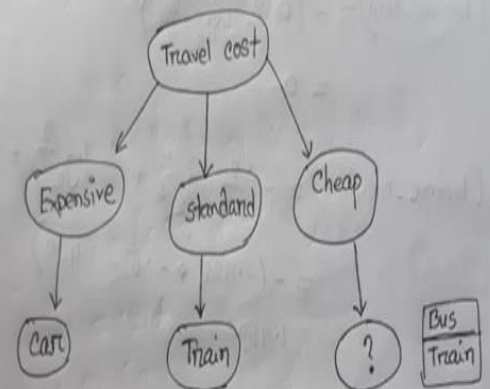 Travel cost
Expensive
standard
Cheap
Car
Train
?
Bus
Train